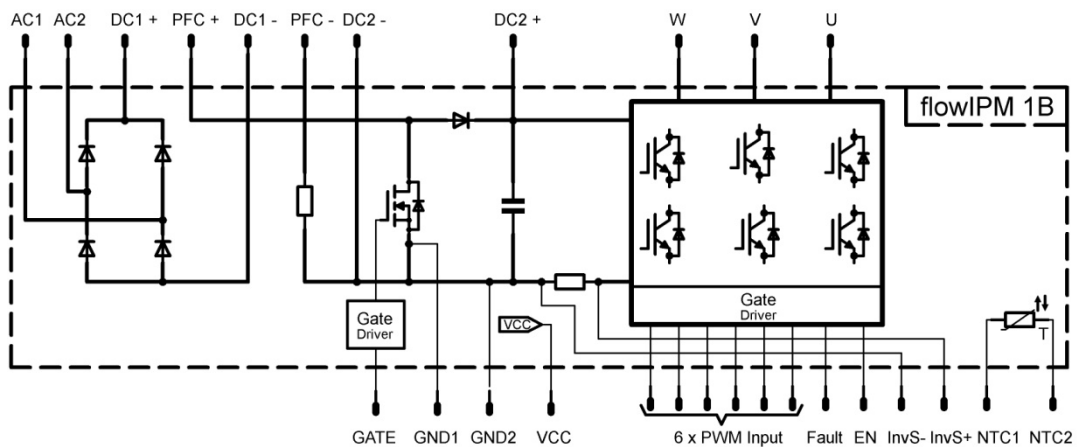 AC1 AC2 DC1 + PFC + DC1 - PFC - DC2 - DC2 + W V U
flowIPM 1B
Gate
Driver
Gate
Driver
VCC
T
GATE GND1 GND2 VCC 6 x PWM Input Fault EN InvS- InvS+ NTC1 NTC2